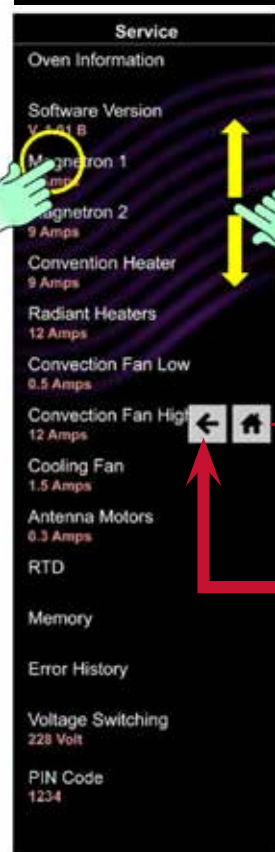 Service
Oven Information
Software Version
Magnetron 1
Magnetron 2
9 Amps
Convention Heater
9 Amps
Radiant Heaters
12 Amps
Convection Fan Low
0.5 Amps
Convection Fan High
12 Amps
Cooling Fan
1.5 Amps
Antenna Motors
0.3 Amps
RTD
Memory
Error History
Voltage Switching
228 Volt
PIN Code
1234